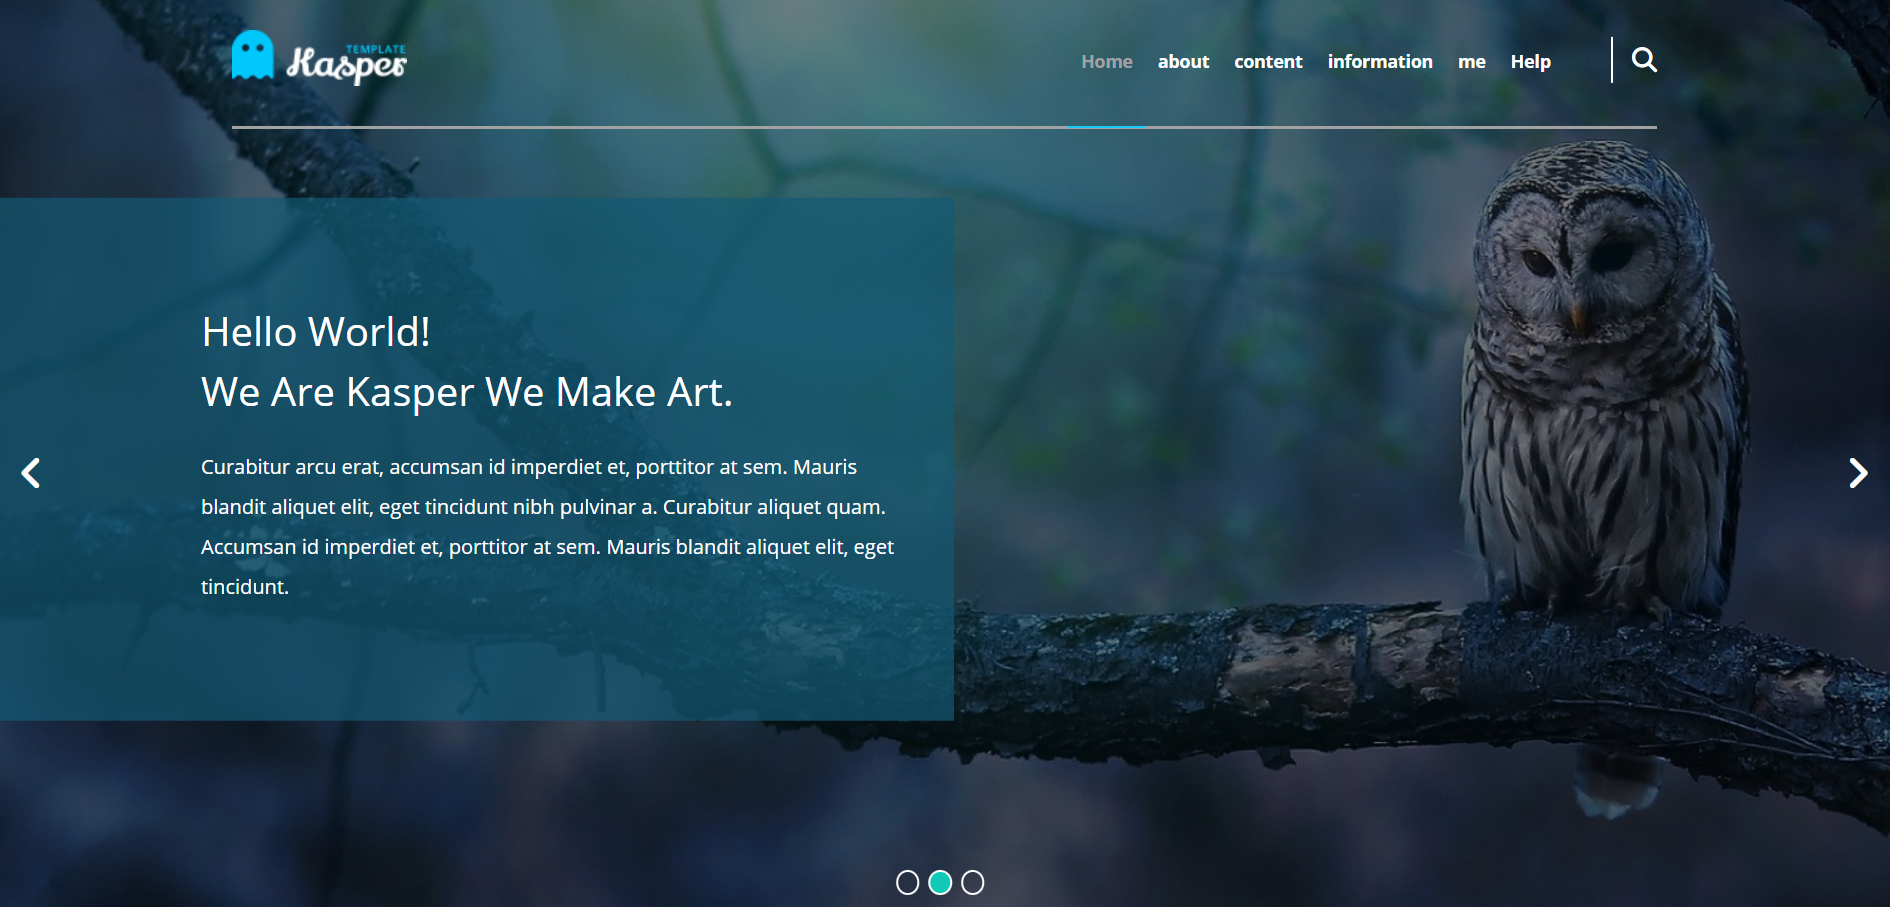 TEMPLATE
Kasper
Home about content information me Help
Hello World!
We Are Kasper We Make Art.
Curabitur arcu erat, accumsan id imperdiet et, porttitor at sem. Mauris
blandit aliquet elit, eget tincidunt nibh pulvinar a. Curabitur aliquet quam.
Accumsan id imperdiet et, porttitor at sem. Mauris blandit aliquet elit, eget
tincidunt.